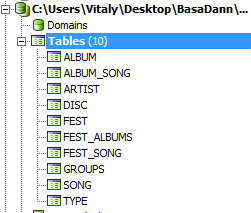 C:\Users\Vitaly\Desktop\BasaDann\...
Domains
Tables (10)
ALBUM
ALBUM_SONG
ARTIST
DISC
FEST
FEST_ALBUMS
FEST_SONG
GROUPS
SONG
TYPE